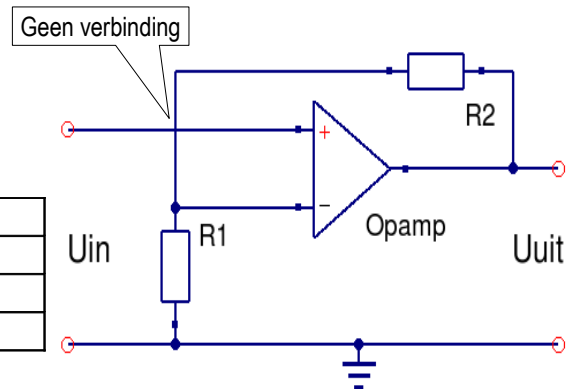 Geen verbinding
R2
+
−
R1
Opamp
Uin
Uuit